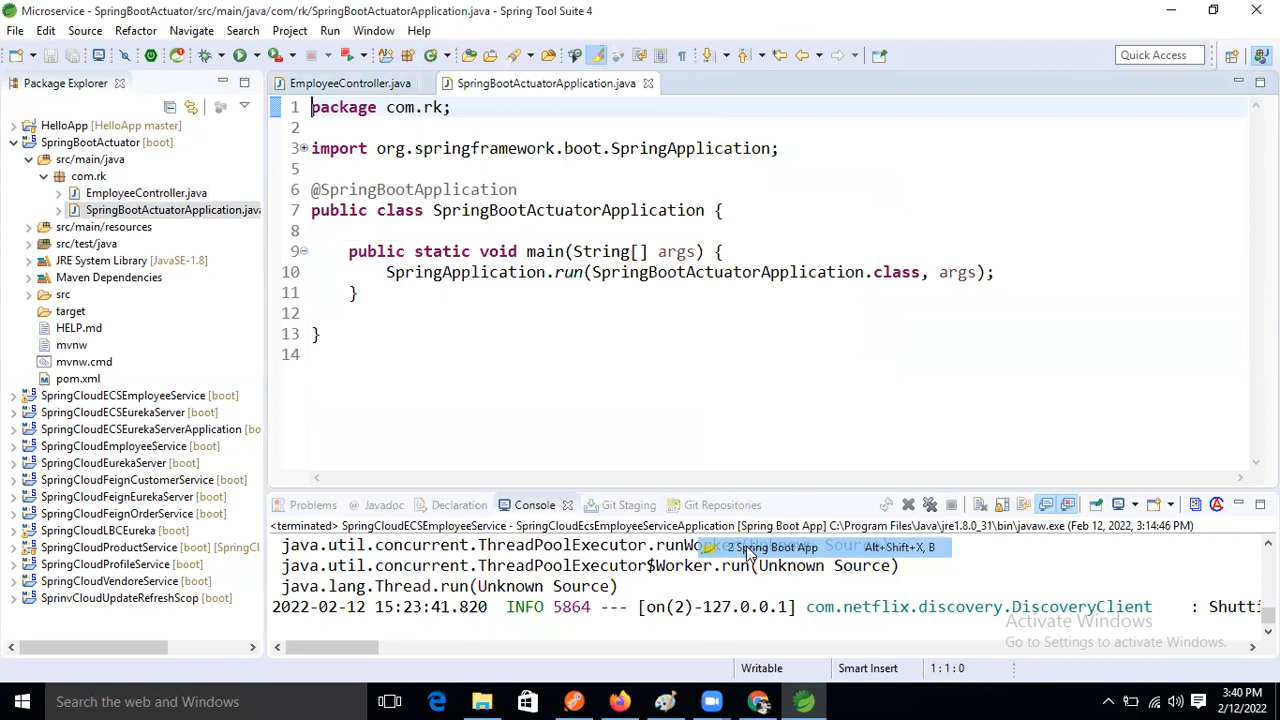 Microservice - SpringBootActuator/src/main/java/com/rk/SpringBootActuatorApplication.java - Spring Tool Suite 4
File Edit Source Refactor Navigate Search Project Run Window Help
Quick Access
Package Explorer
EmployeeController.java
SpringBootActuatorApplication.java
HelloApp [HelloApp master]
SpringBootActuator [boot]
src/main/java
com.rk
EmployeeController.java
SpringBootActuatorApplication.java
src/main/resources
src/test/java
JRE System Library [JavaSE-1.8]
Maven Dependencies
src
target
HELP.md
mvnw
mvnw.cmd
pom.xml
SpringCloudECSEmployeeService [boot]
SpringCloudECSEurekaServer [boot]
SpringCloudECSEurekaServerApplication [boot]
SpringCloudEmployeeService [boot]
SpringCloudEurekaServer [boot]
SpringCloudFeignCustomerService [boot]
SpringCloudFeignEurekaServer [boot]
SpringCloudFeignOrderService [boot]
SpringCloudLBCEureka [boot]
SpringCloudProductService [boot] [SpringCl
SpringCloudProfileService [boot]
SpringCloudVendoreService [boot]
SprinvCloudUpdateRefreshScop [boot]
1 package com.rk;
2
3 import org.springframework.boot.SpringApplication;
5
6 @SpringBootApplication
7 public class SpringBootActuatorApplication {
8
9 public static void main(String[] args) {
10 SpringApplication.run(SpringBootActuatorApplication.class, args);
11 }
12
13 }
14
Problems Javadoc Declaration Console Git Staging Git Repositories
<terminated> SpringCloudECSEmployeeService - SpringCloudEcsEmployeeServiceApplication [Spring Boot App] C:\Program Files\Java\jre1.8.0_31\bin\javaw.exe (Feb 12, 2022, 3:14:46 PM)
java.util.concurrent.ThreadPoolExecutor.runWorker(Unknown Source)
2 Spring Boot App Alt+Shift+X, B
java.util.concurrent.ThreadPoolExecutor$Worker.run(Unknown Source)
java.lang.Thread.run(Unknown Source)
2022-02-12 15:23:41.820 INFO 5864 --- [on(2)-127.0.0.1] com.netflix.discovery.DiscoveryClient : Shutti
Activate Windows
Go to Settings to activate Windows.
Writable Smart Insert 1 : 1 : 0
Search the web and Windows
3:40 PM
2/12/2022